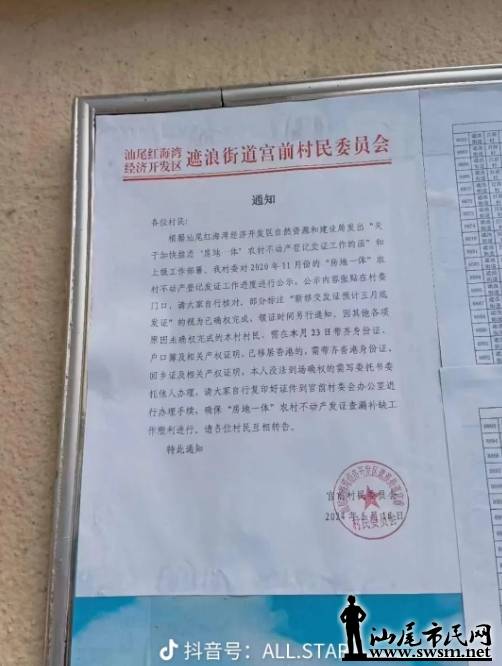 汕尾红海湾
经济开发区 遮浪街道宫前村民委员会
通知
各位村民：
根据汕尾红海湾经济开发区自然资源和建设局发出“关
于加快推进‘房地一体’农村不动产登记发证工作的函”和
上级工作部署，我村委对2020年11月份的“房地一体”农
村不动产登记发证工作进度进行公示。公示内容张贴在村委
门口，请大家自行核对。部分标注“新移交发证预计三月底
发证”的视为已确权完成，领证时间另行通知。因其他各项
原因未确权完成的本村村民，需在本月23日带齐身份证、
户口簿及相关产权证明，已移居香港的，需带齐香港身份证、
回乡证及相关产权证明，本人没法到场确权的需写委托书委
托他人办理，请大家自行复印好证件到宫前村委会办公室进
行办理手续，确保“房地一体”农村不动产发证查漏补缺工
作顺利进行。请各位村民互相转告。
特此通知
宫前村民委员会
2024年 月18日
村民委员会
抖音号：ALL.STAR
汕尾市民网
www.swsm.net